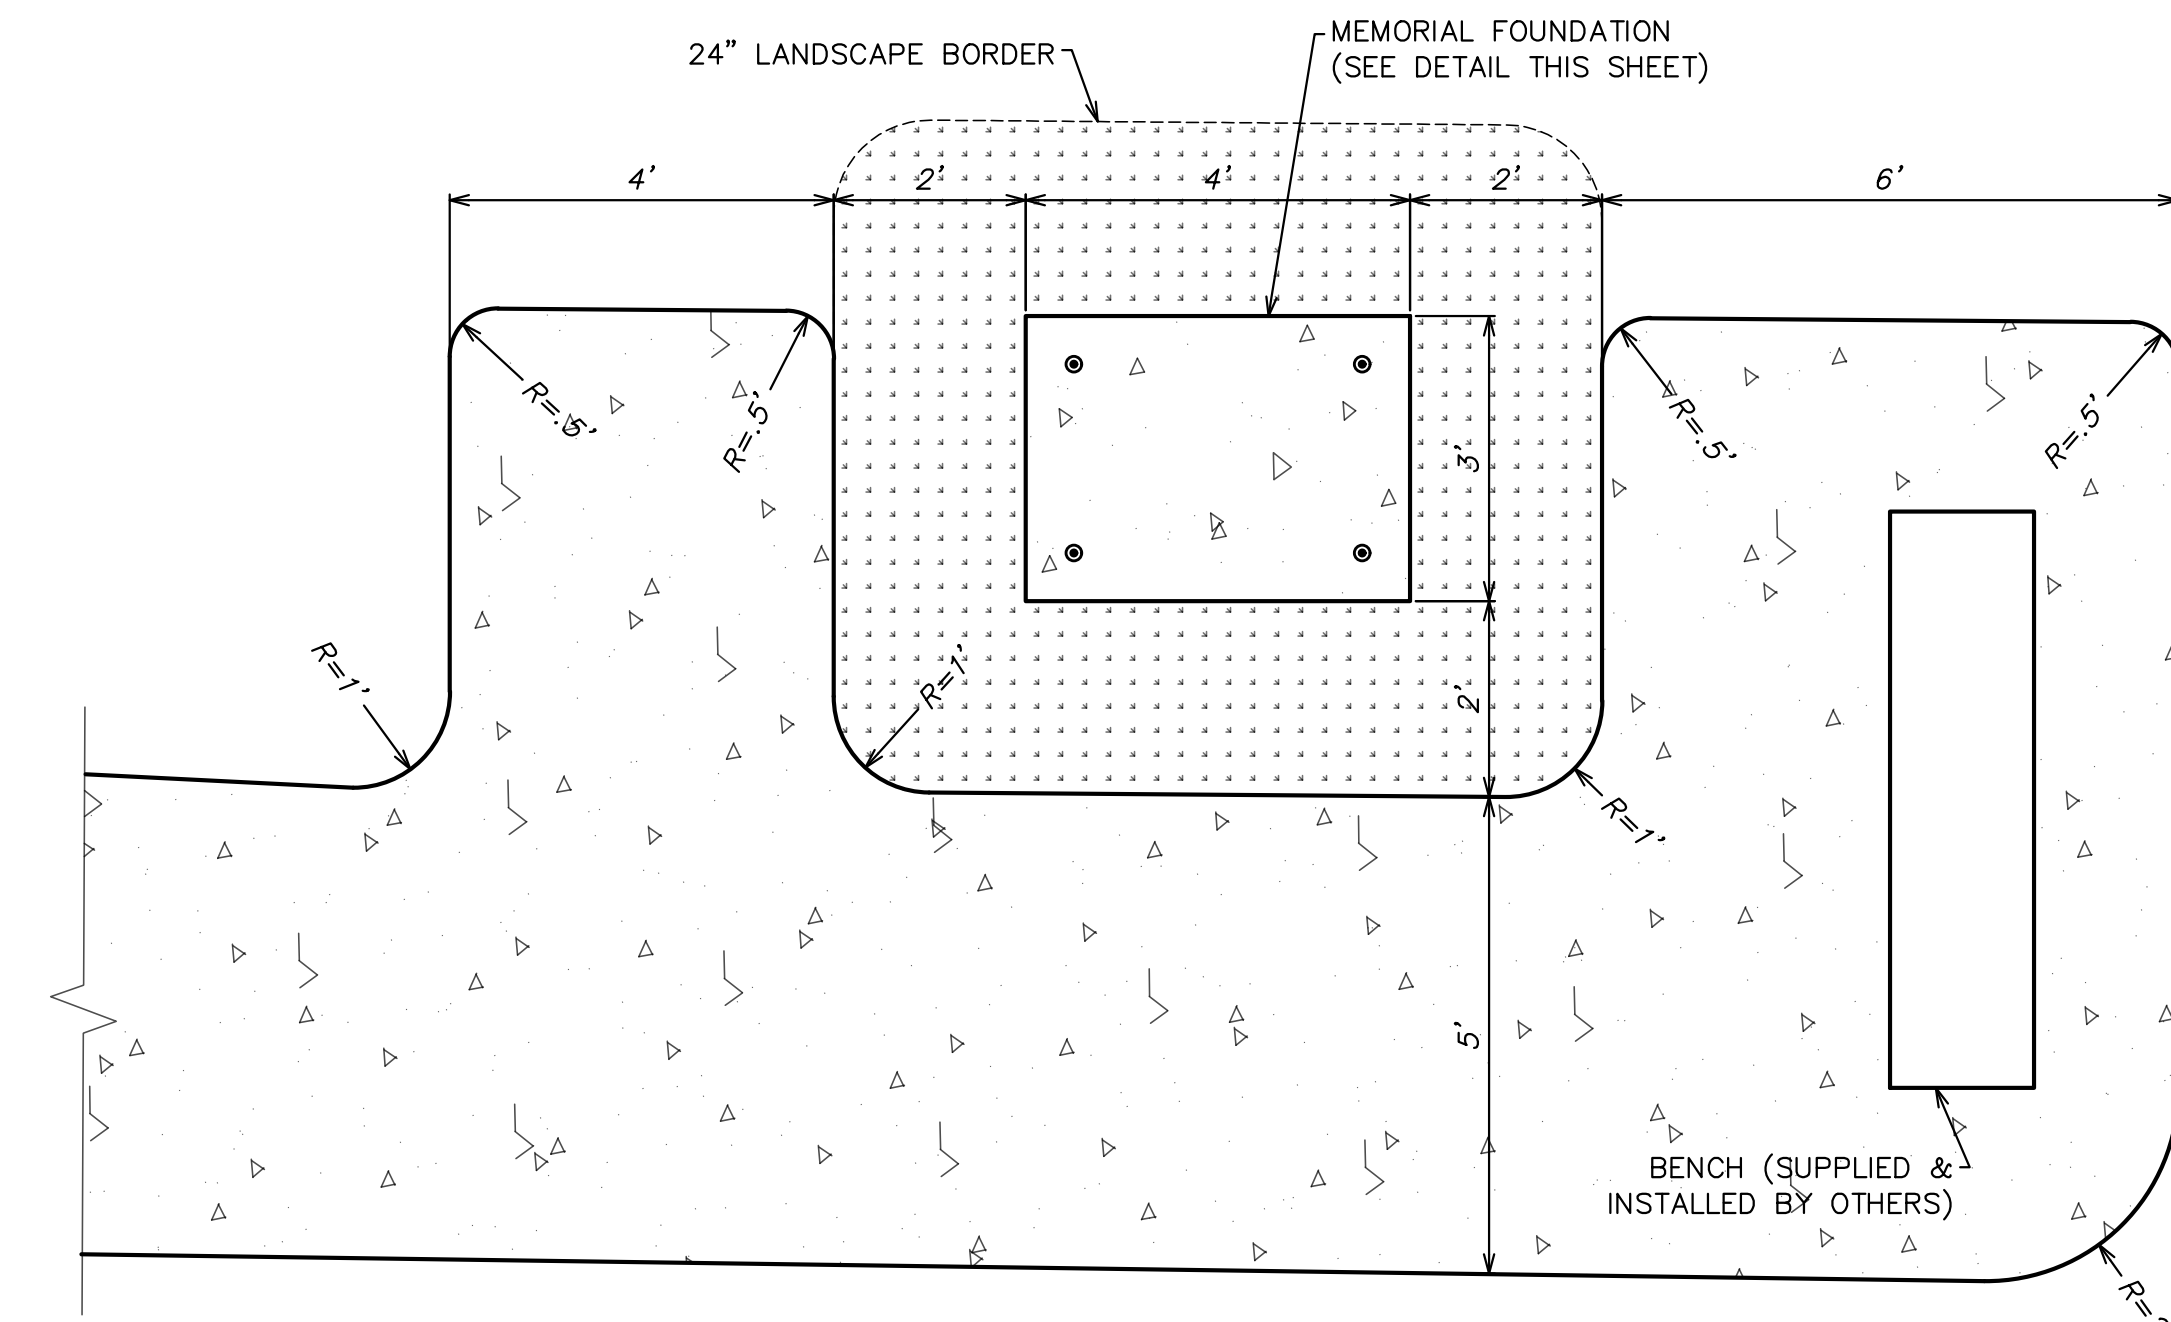 24" LANDSCAPE BORDER
MEMORIAL FOUNDATION
(SEE DETAIL THIS SHEET)
4'
2'
4'
2'
6'
R=.5'
R=.5'
R=.5'
R=.5'
3'
R=1'
R=1'
2'
R=1'
5'
BENCH (SUPPLIED &
INSTALLED BY OTHERS)
R=